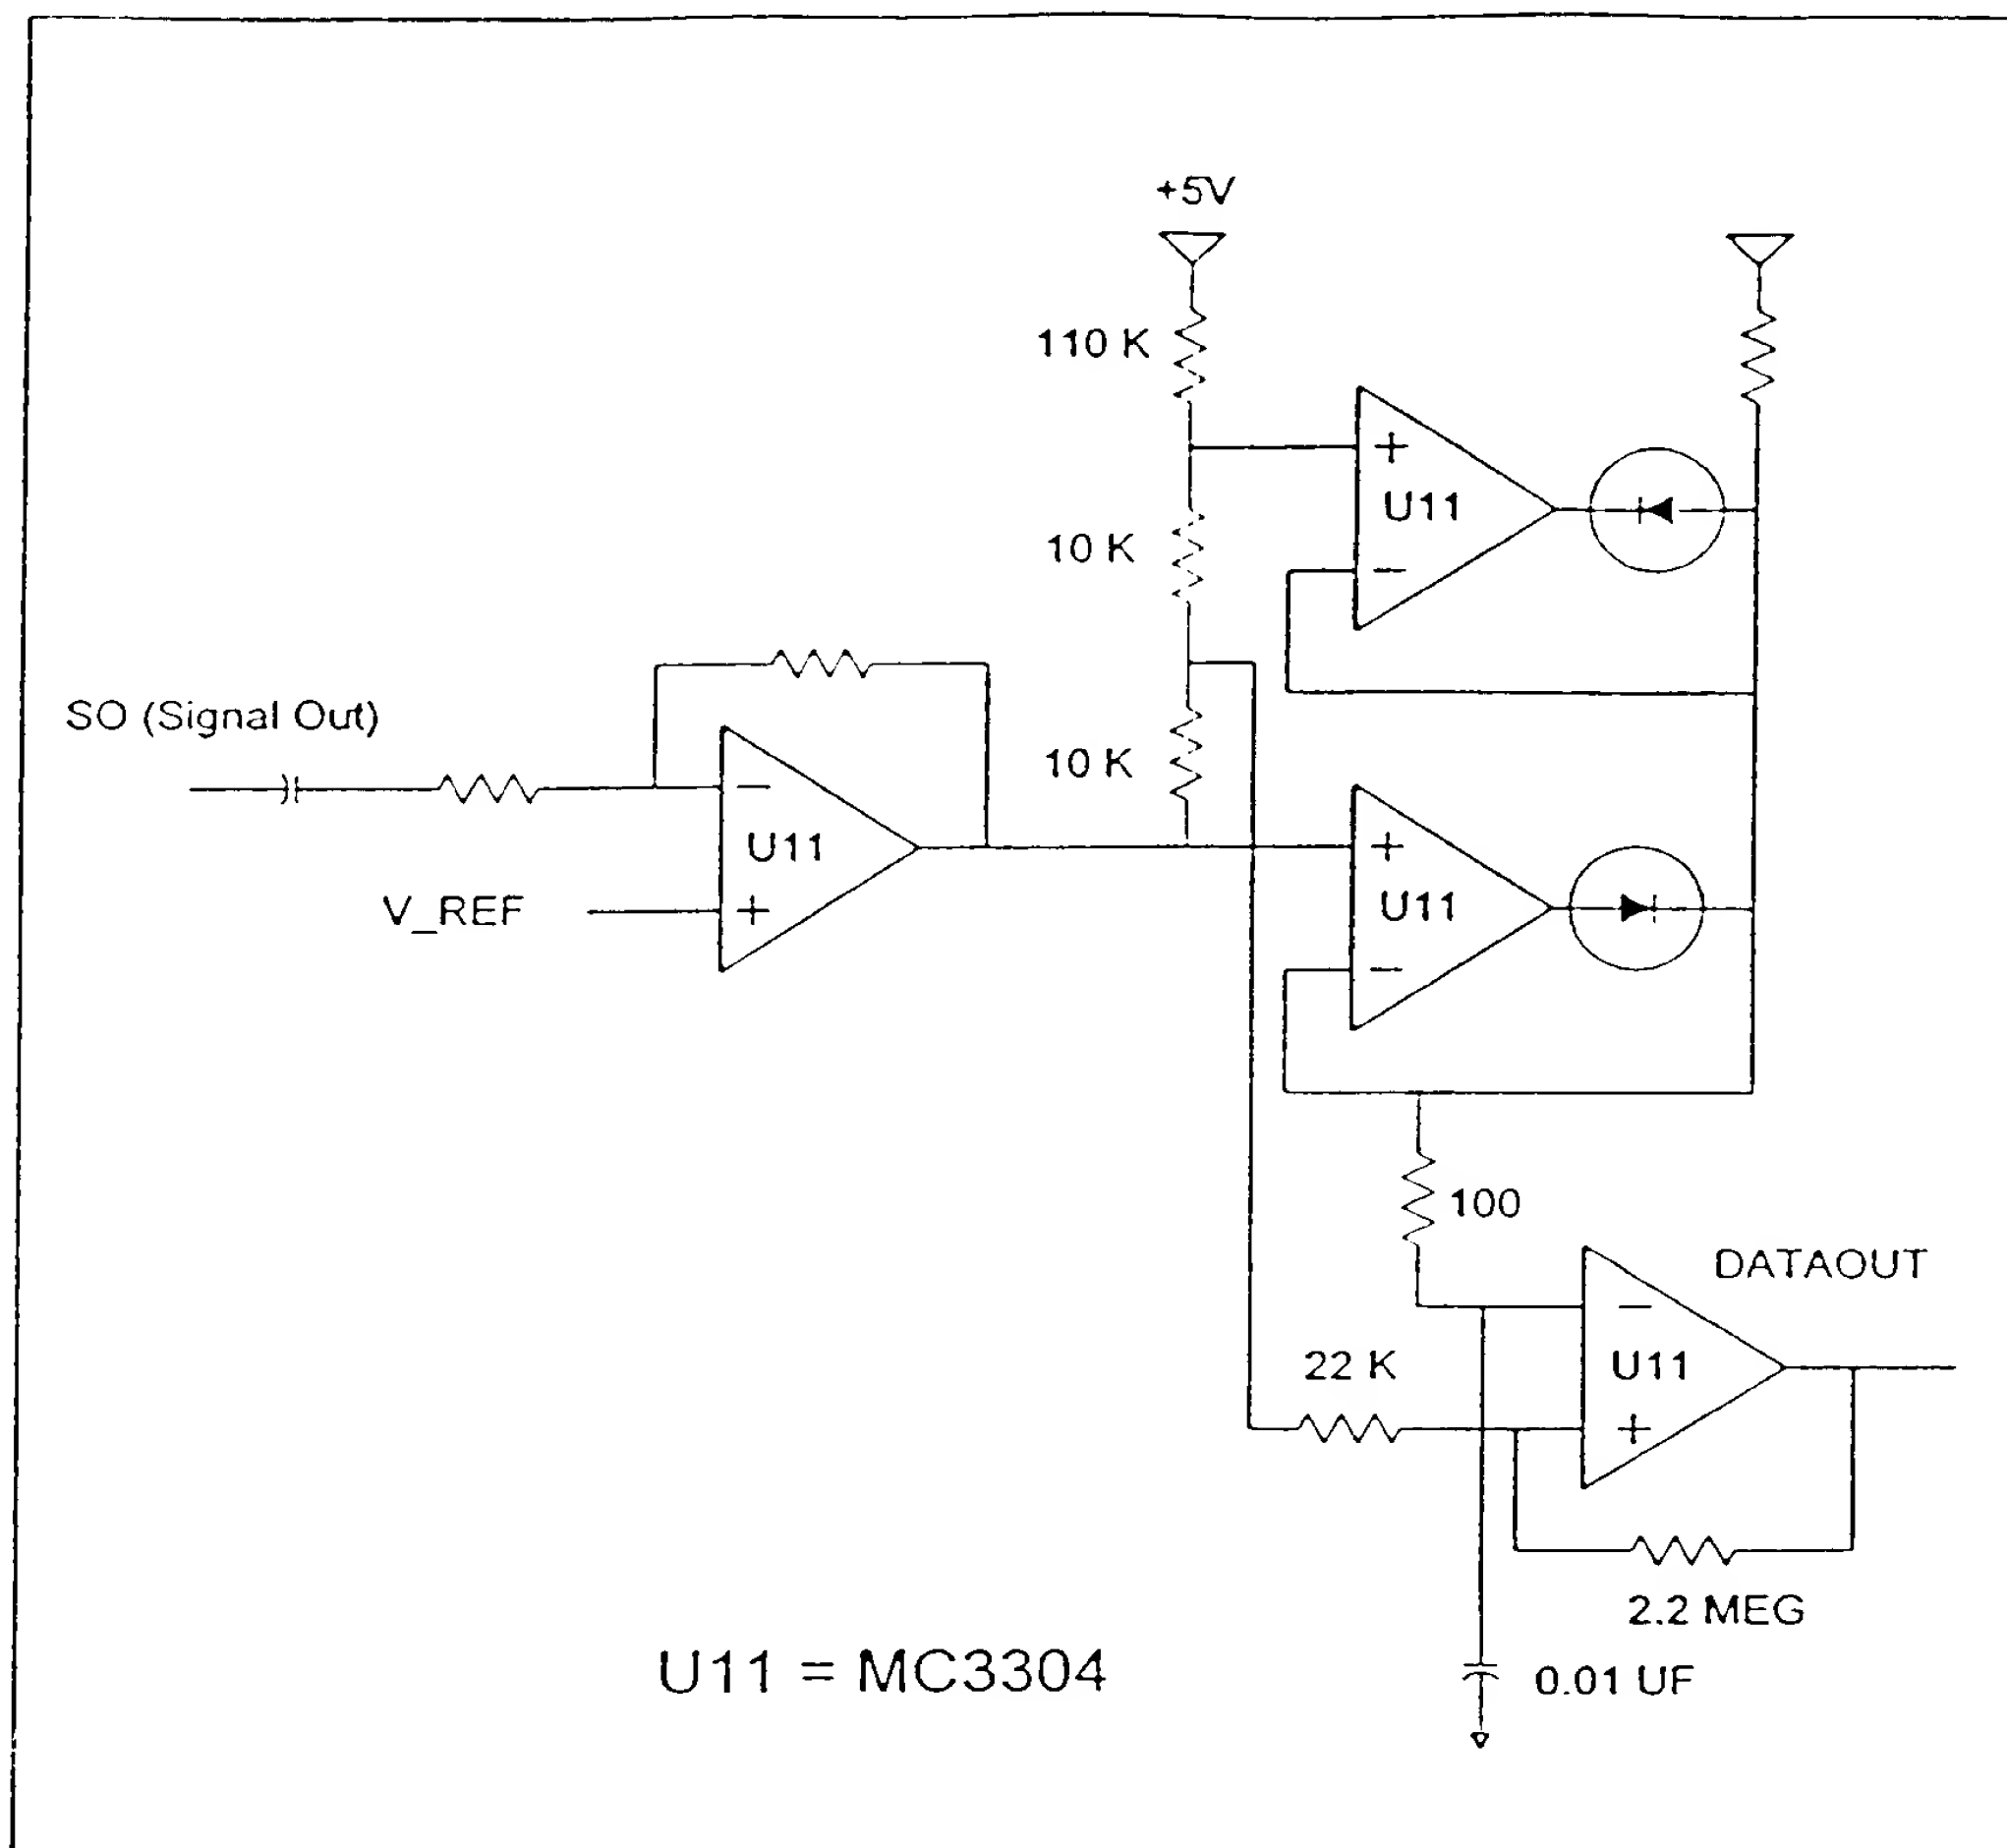 +5V
110 K
+
U11
−
10 K
SO (Signal Out)
10 K
−
U11
+
V_REF
+
U11
−
100
DATAOUT
−
22 K
U11
+
2.2 MEG
U11 = MC3304
0.01 UF